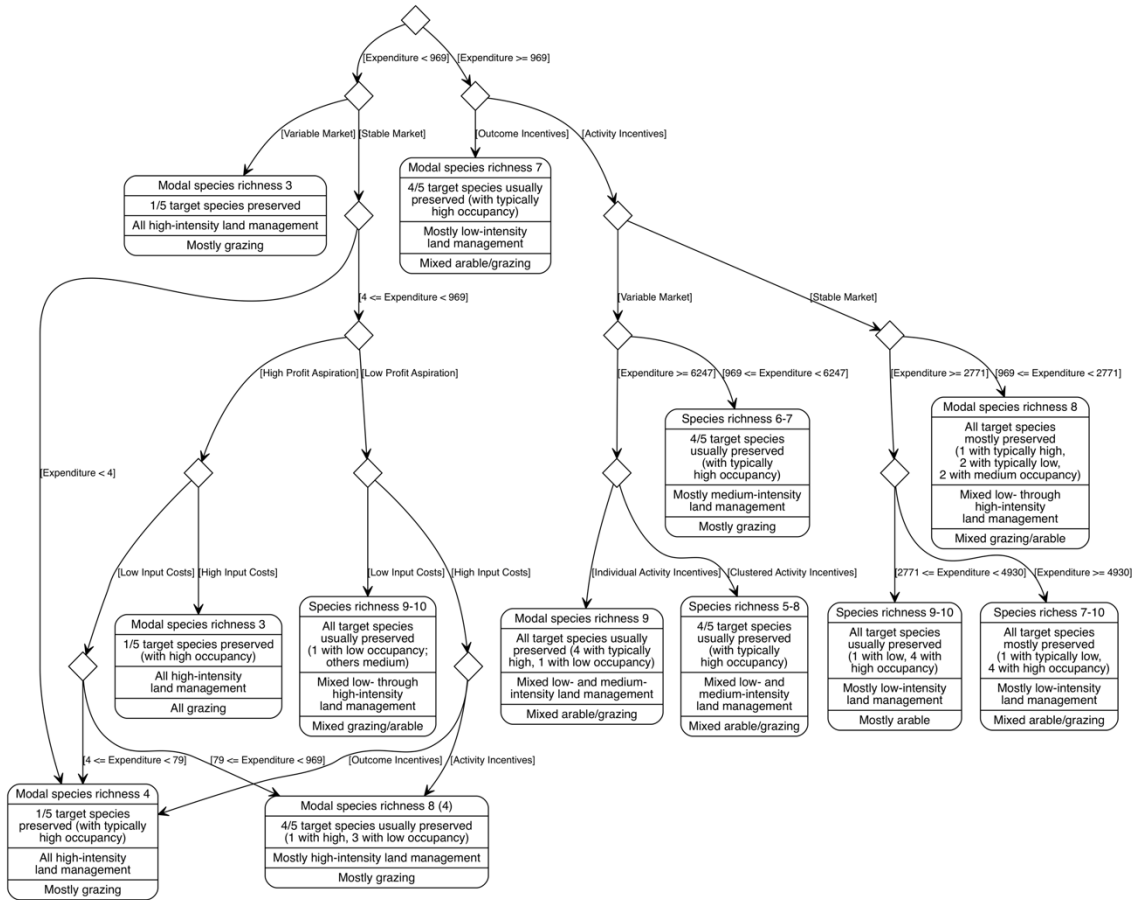 [Expenditure < 969]
[Expenditure >= 969]
[Variable Market]
[Stable Market]
[Outcome Incentives]
[Activity Incentives]
Modal species richness 3
1/5 target species preserved
All high-intensity land management
Mostly grazing
Modal species richness 7
4/5 target species usually
preserved (with typically
high occupancy)
Mostly low-intensity
land management
Mixed arable/grazing
[4 <= Expenditure < 969]
[Variable Market]
[Stable Market]
[High Profit Aspiration]
[Low Profit Aspiration]
[Expenditure >= 6247]
[969 <= Expenditure < 6247]
[Expenditure >= 2771]
[969 <= Expenditure < 2771]
Species richness 6-7
4/5 target species
usually preserved
(with typically
high occupancy)
Mostly medium-intensity
land management
Mostly grazing
Modal species richness 8
All target species
mostly preserved
(1 with typically high,
2 with typically low,
2 with medium occupancy)
Mixed low- through
high-intensity
land management
Mixed grazing/arable
[Expenditure < 4]
[Low Input Costs]
[High Input Costs]
[Low Input Costs]
[High Input Costs]
[Individual Activity Incentives]
[Clustered Activity Incentives]
[2771 <= Expenditure < 4930]
[Expenditure >= 4930]
Modal species richness 3
1/5 target species preserved
(with high occupancy)
All high-intensity
land management
All grazing
Species richness 9-10
All target species
usually preserved
(1 with low occupancy;
others medium)
Mixed low- through
high-intensity
land management
Mixed grazing/arable
Modal species richness 9
All target species usually
preserved (4 with typically
high, 1 with low occupancy)
Mixed low- and medium-
intensity land management
Mixed arable/grazing
Species richness 5-8
4/5 target species
usually preserved
(with typically
high occupancy)
Mixed low- and
medium-intensity
land management
Mixed arable/grazing
Species richness 9-10
All target species
usually preserved
(1 with low, 4 with
high occupancy)
Mostly low-intensity
land management
Mostly arable
Species richess 7-10
All target species
mostly preserved
(1 with typically low,
4 with high occupancy)
Mostly low-intensity
land management
Mixed arable/grazing
[4 <= Expenditure < 79]
[79 <= Expenditure < 969]
[Outcome Incentives]
[Activity Incentives]
Modal species richness 4
1/5 target species
preserved (with typically
high occupancy)
All high-intensity
land management
Mostly grazing
Modal species richness 8 (4)
4/5 target species usually preserved
(1 with high, 3 with low occupancy)
Mostly high-intensity land management
Mostly grazing